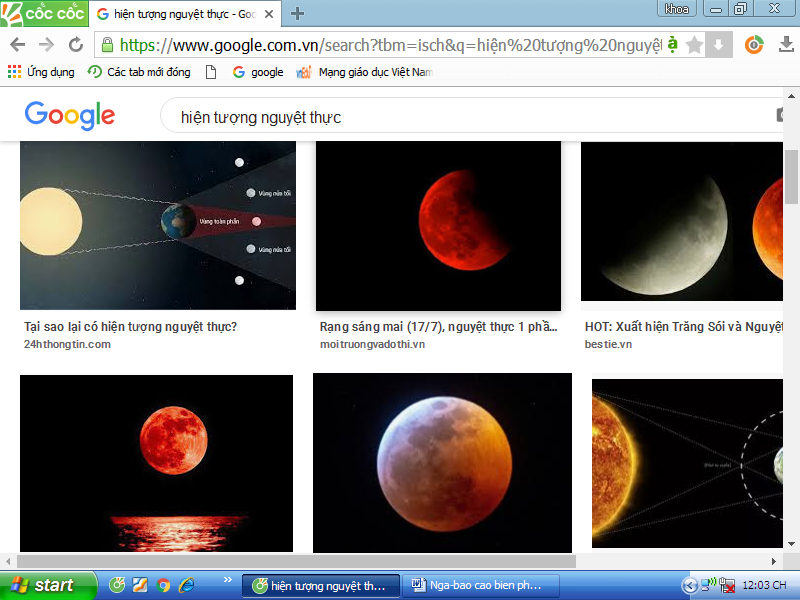 CỐC CỐC
hiện tượng nguyệt thực - Goo
khoa
https://www.google.com.vn/search?tbm=isch&q=hiện%20tượng%20nguyệt
Ứng dụng
Các tab mới đóng
google
Mạng giáo dục Việt Nam
Google
hiện tượng nguyệt thực
Vùng nửa tối
Vùng toàn phần
Vùng nửa tối
Tại sao lại có hiện tượng nguyệt thực?
24hthongtin.com
Rạng sáng mai (17/7), nguyệt thực 1 phầ...
moitruongvadothi.vn
HOT: Xuất hiện Trăng Sói và Nguyệt
bestie.vn
start
hiện tượng nguyệt th...
Nga-bao cao bien ph...
12:03 CH